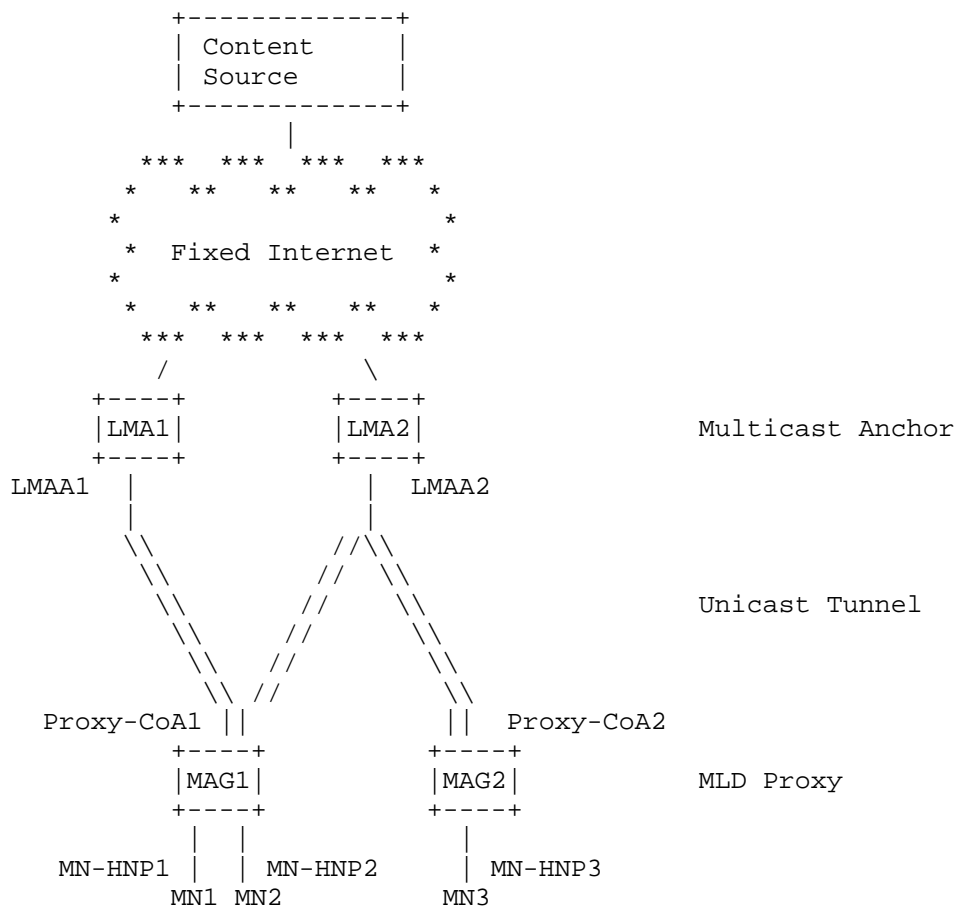 Content
Source
Fixed Internet
LMA1 LMA2 Multicast Anchor
LMAA1 LMAA2
Unicast Tunnel
Proxy-CoA1 Proxy-CoA2
MAG1 MAG2 MLD Proxy
MN-HNP1 MN-HNP2 MN-HNP3
MN1 MN2 MN3